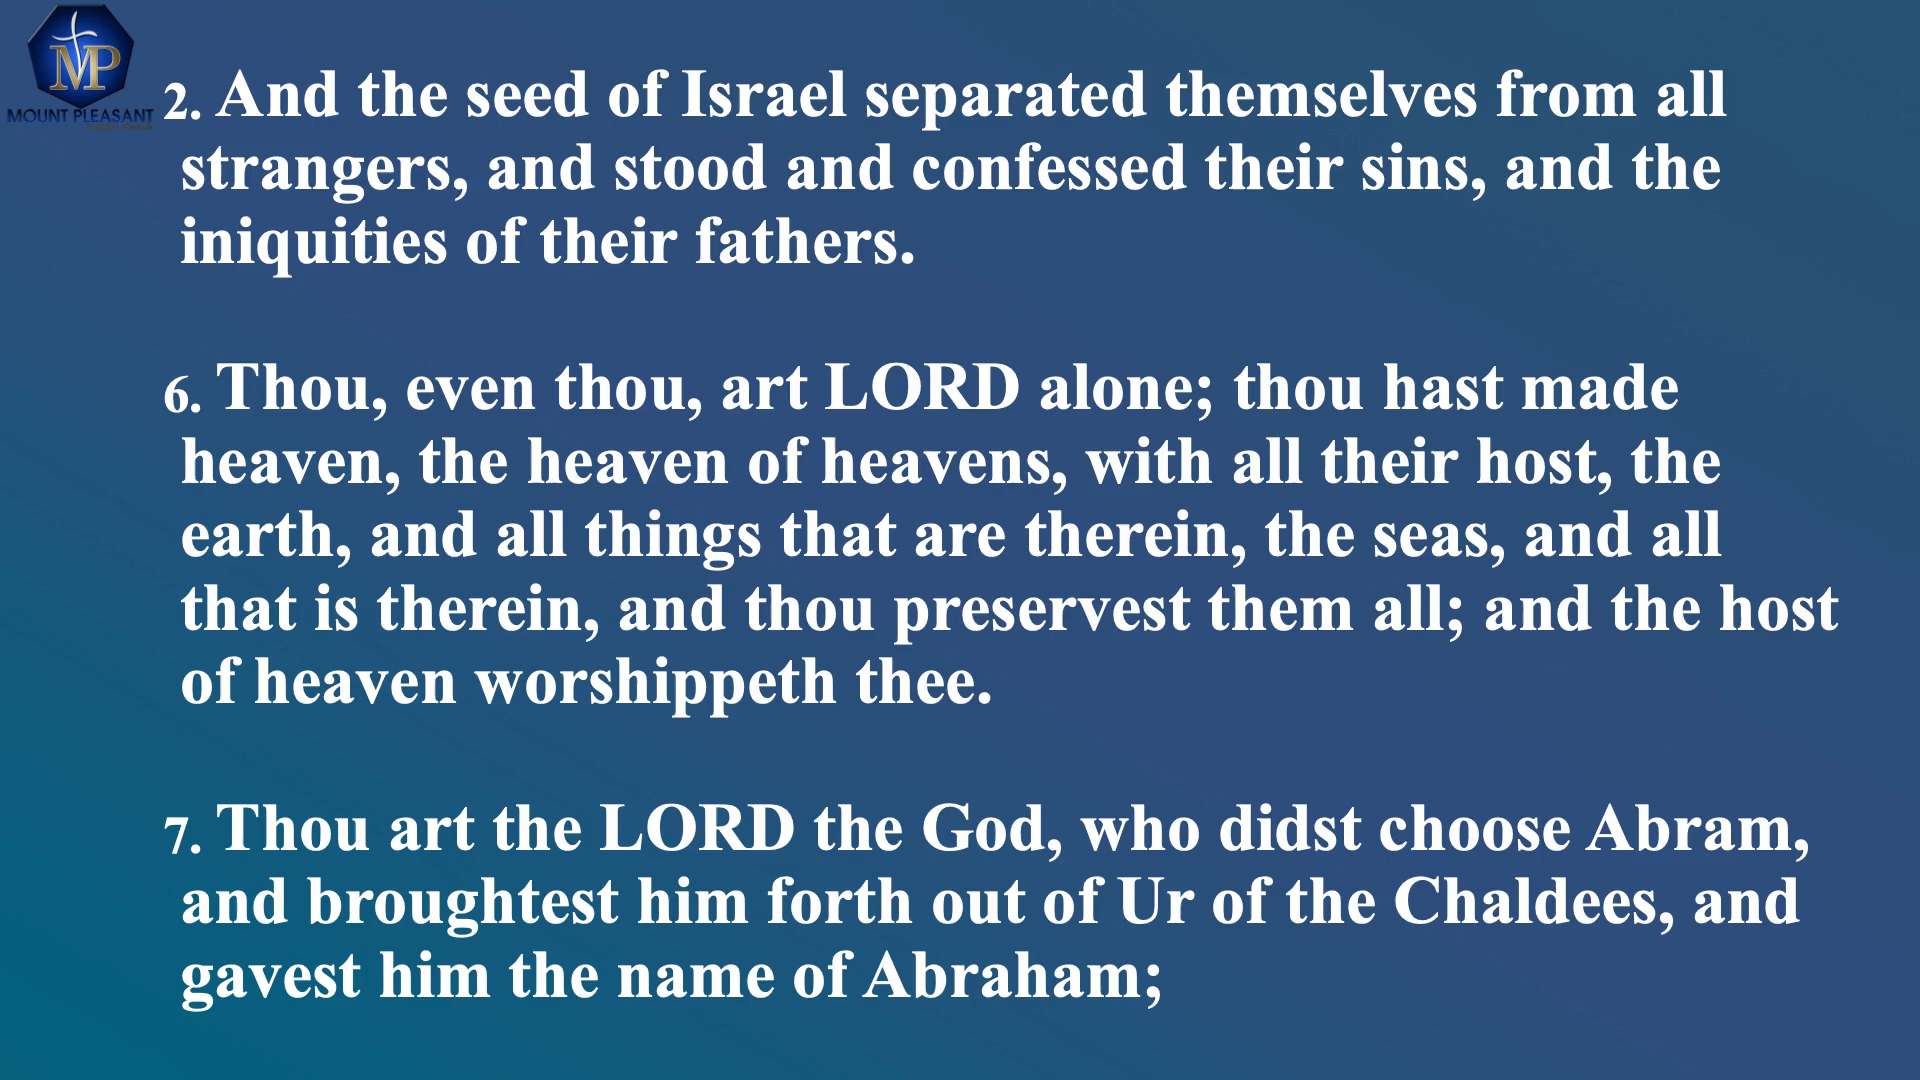 MP
MOUNT PLEASANT
2. And the seed of Israel separated themselves from all
strangers, and stood and confessed their sins, and the
iniquities of their fathers.
6. Thou, even thou, art LORD alone; thou hast made
heaven, the heaven of heavens, with all their host, the
earth, and all things that are therein, the seas, and all
that is therein, and thou preservest them all; and the host
of heaven worshippeth thee.
7. Thou art the LORD the God, who didst choose Abram,
and broughtest him forth out of Ur of the Chaldees, and
gavest him the name of Abraham;